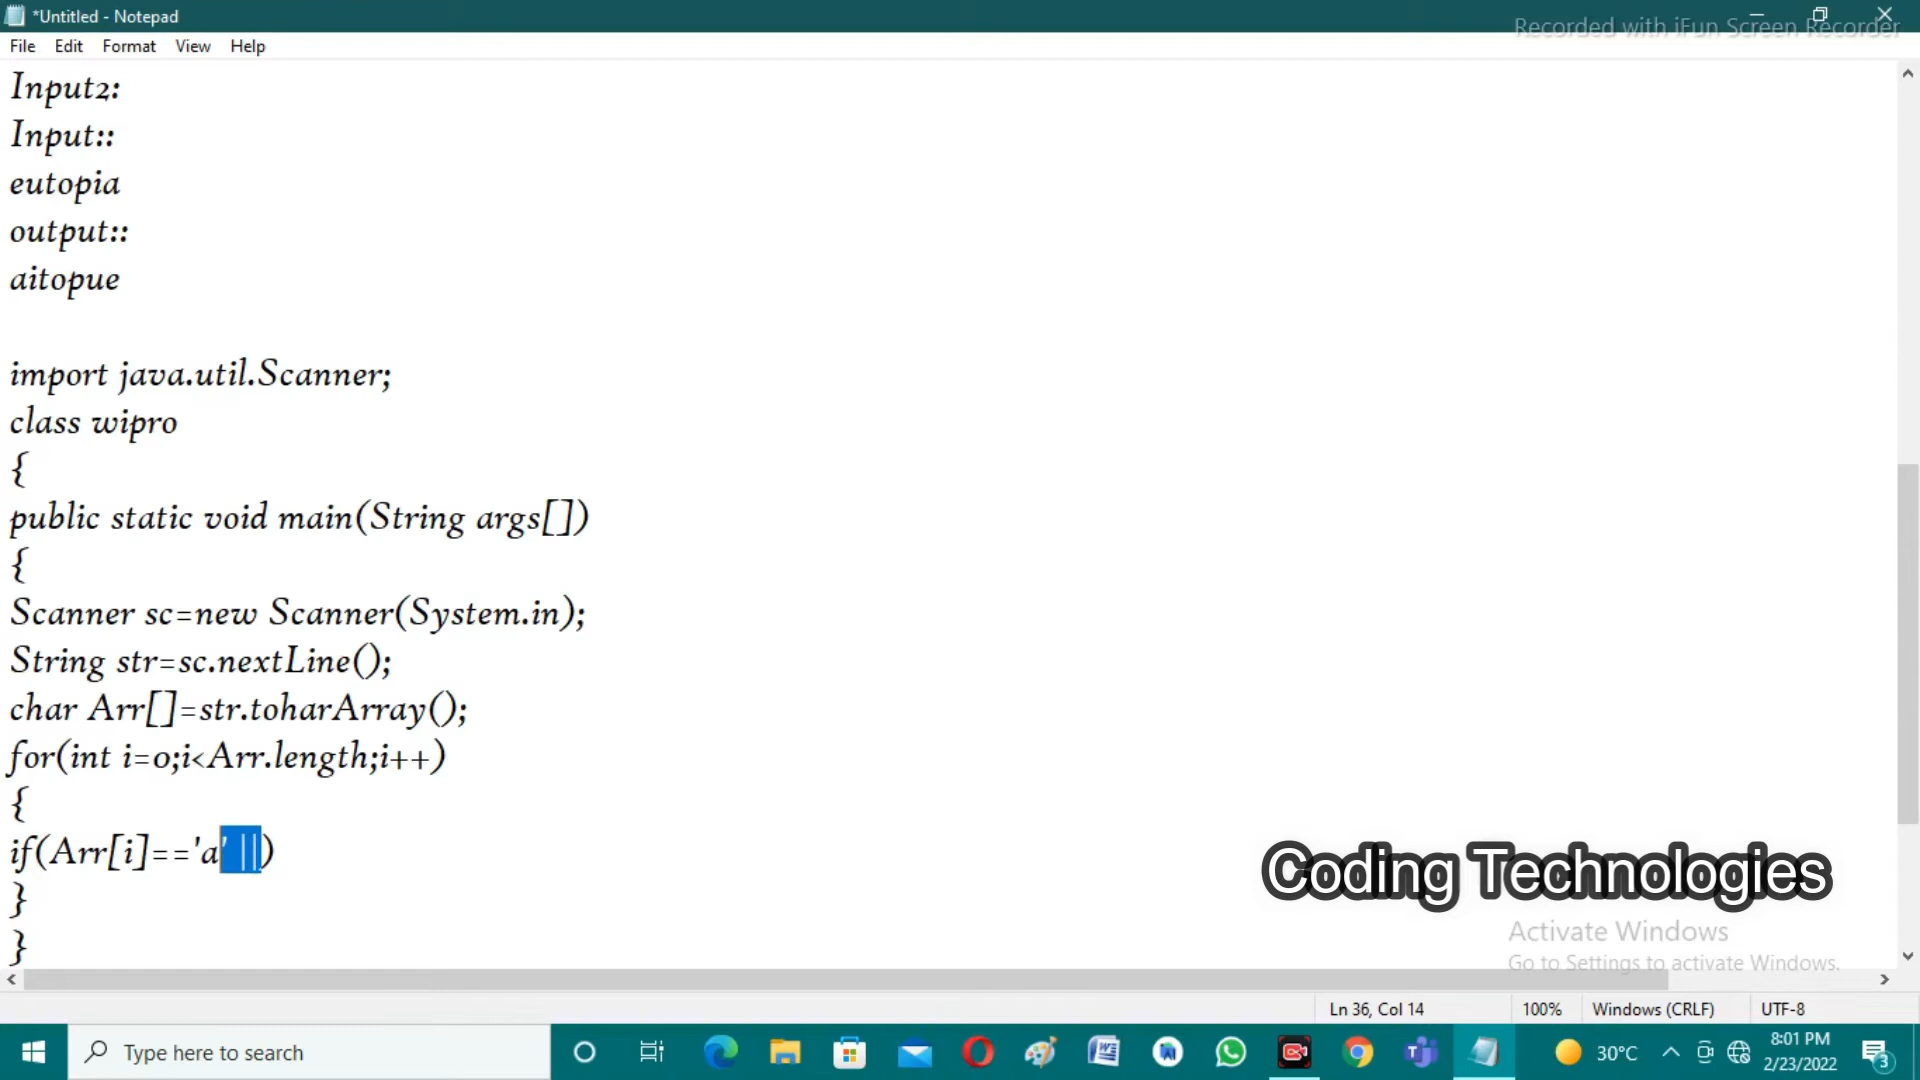 *Untitled - Notepad
Recorded with iFun Screen Recorder
File Edit Format View Help
Input2:
Input::
eutopia
output::
aitopue
import java.util.Scanner;
class wipro
{
public static void main(String args[])
{
Scanner sc=new Scanner(System.in);
String str=sc.nextLine();
char Arr[]=str.toharArray();
for(int i=0;i<Arr.length;i++)
{
if(Arr[i]=='a' ||)
}
}
Coding Technologies
Activate Windows
Go to Settings to activate Windows.
Ln 36, Col 14 100% Windows (CRLF) UTF-8
Type here to search 30°C 8:01 PM
2/23/2022
3